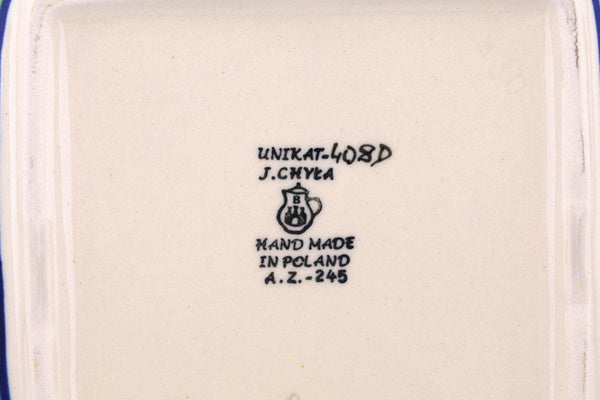 UNIKAT-408D
J.CHYŁA
B
HAND MADE
IN POLAND
A.Z.-245